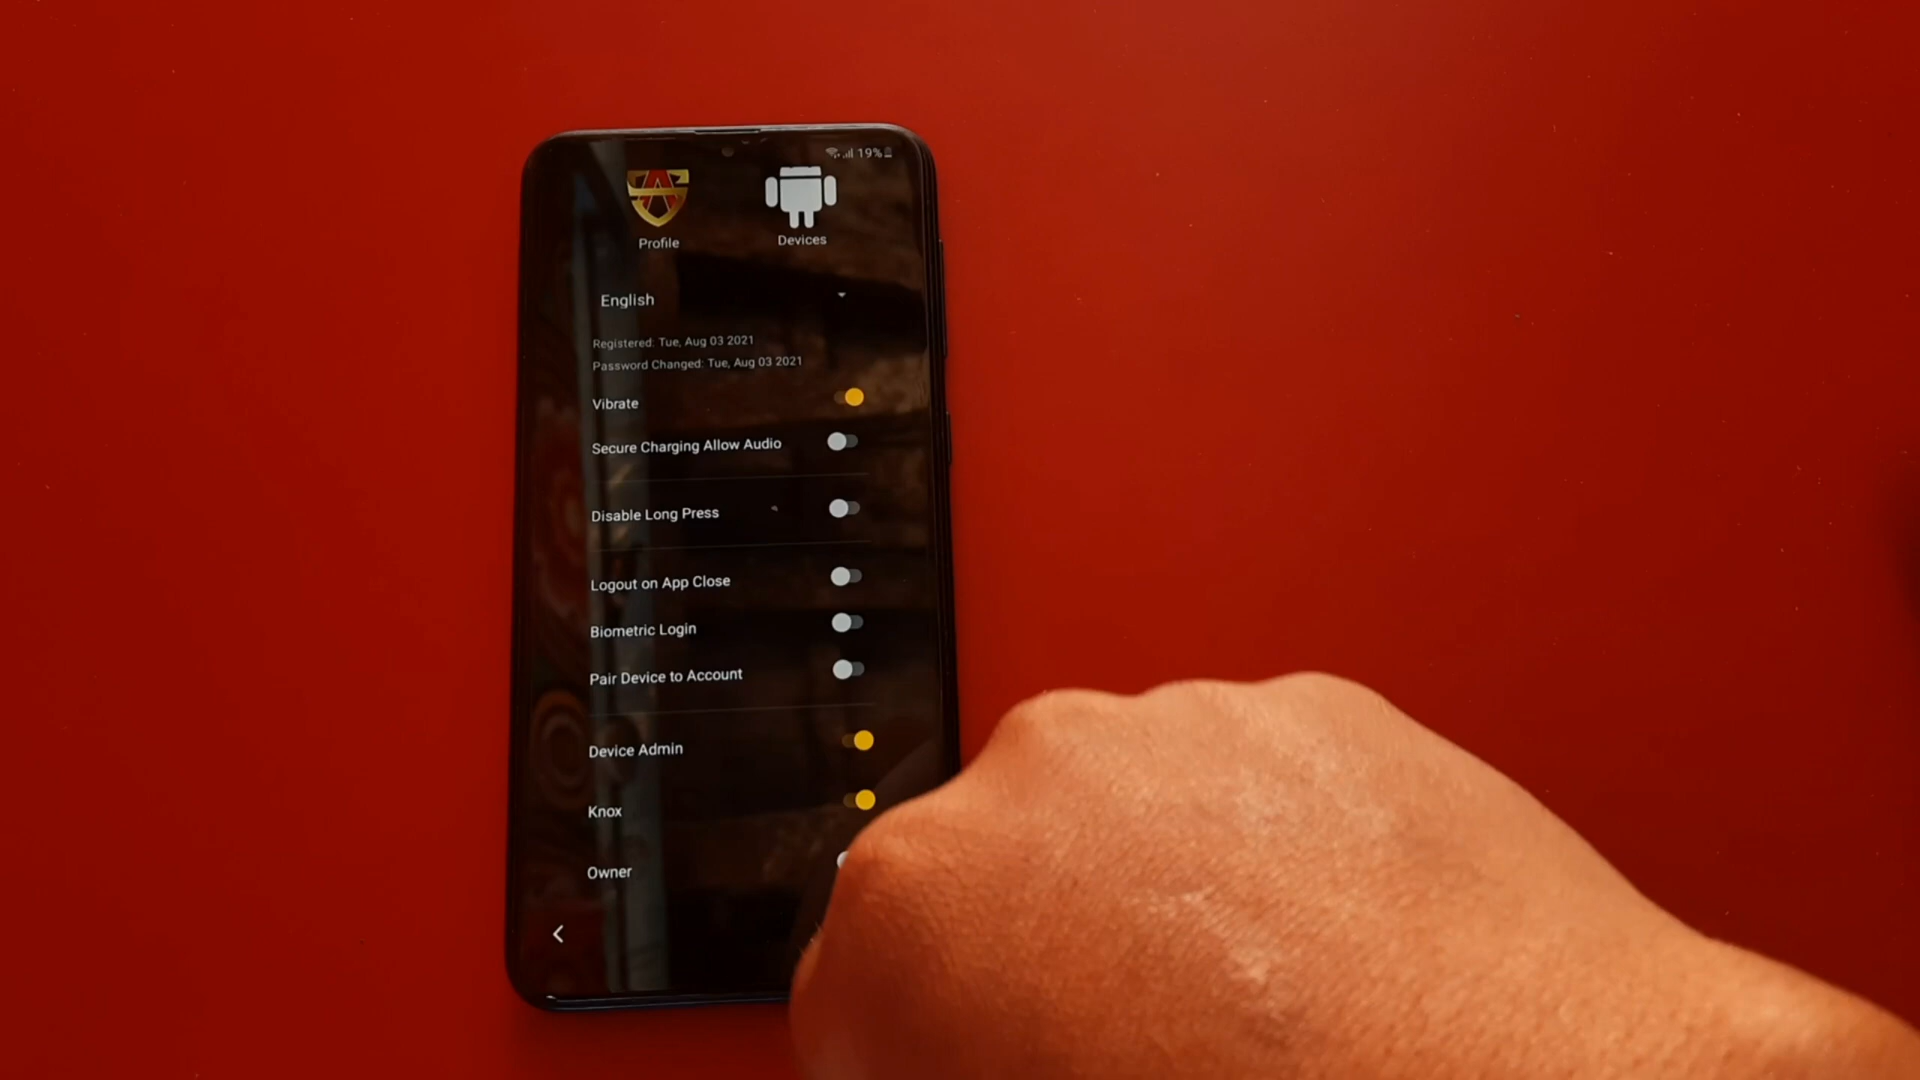 19%
Profile
Devices
English
Registered: Tue, Aug 03 2021
Password Changed: Tue, Aug 03 2021
Vibrate
Secure Charging Allow Audio
Disable Long Press
Logout on App Close
Biometric Login
Pair Device to Account
Device Admin
Knox
Owner